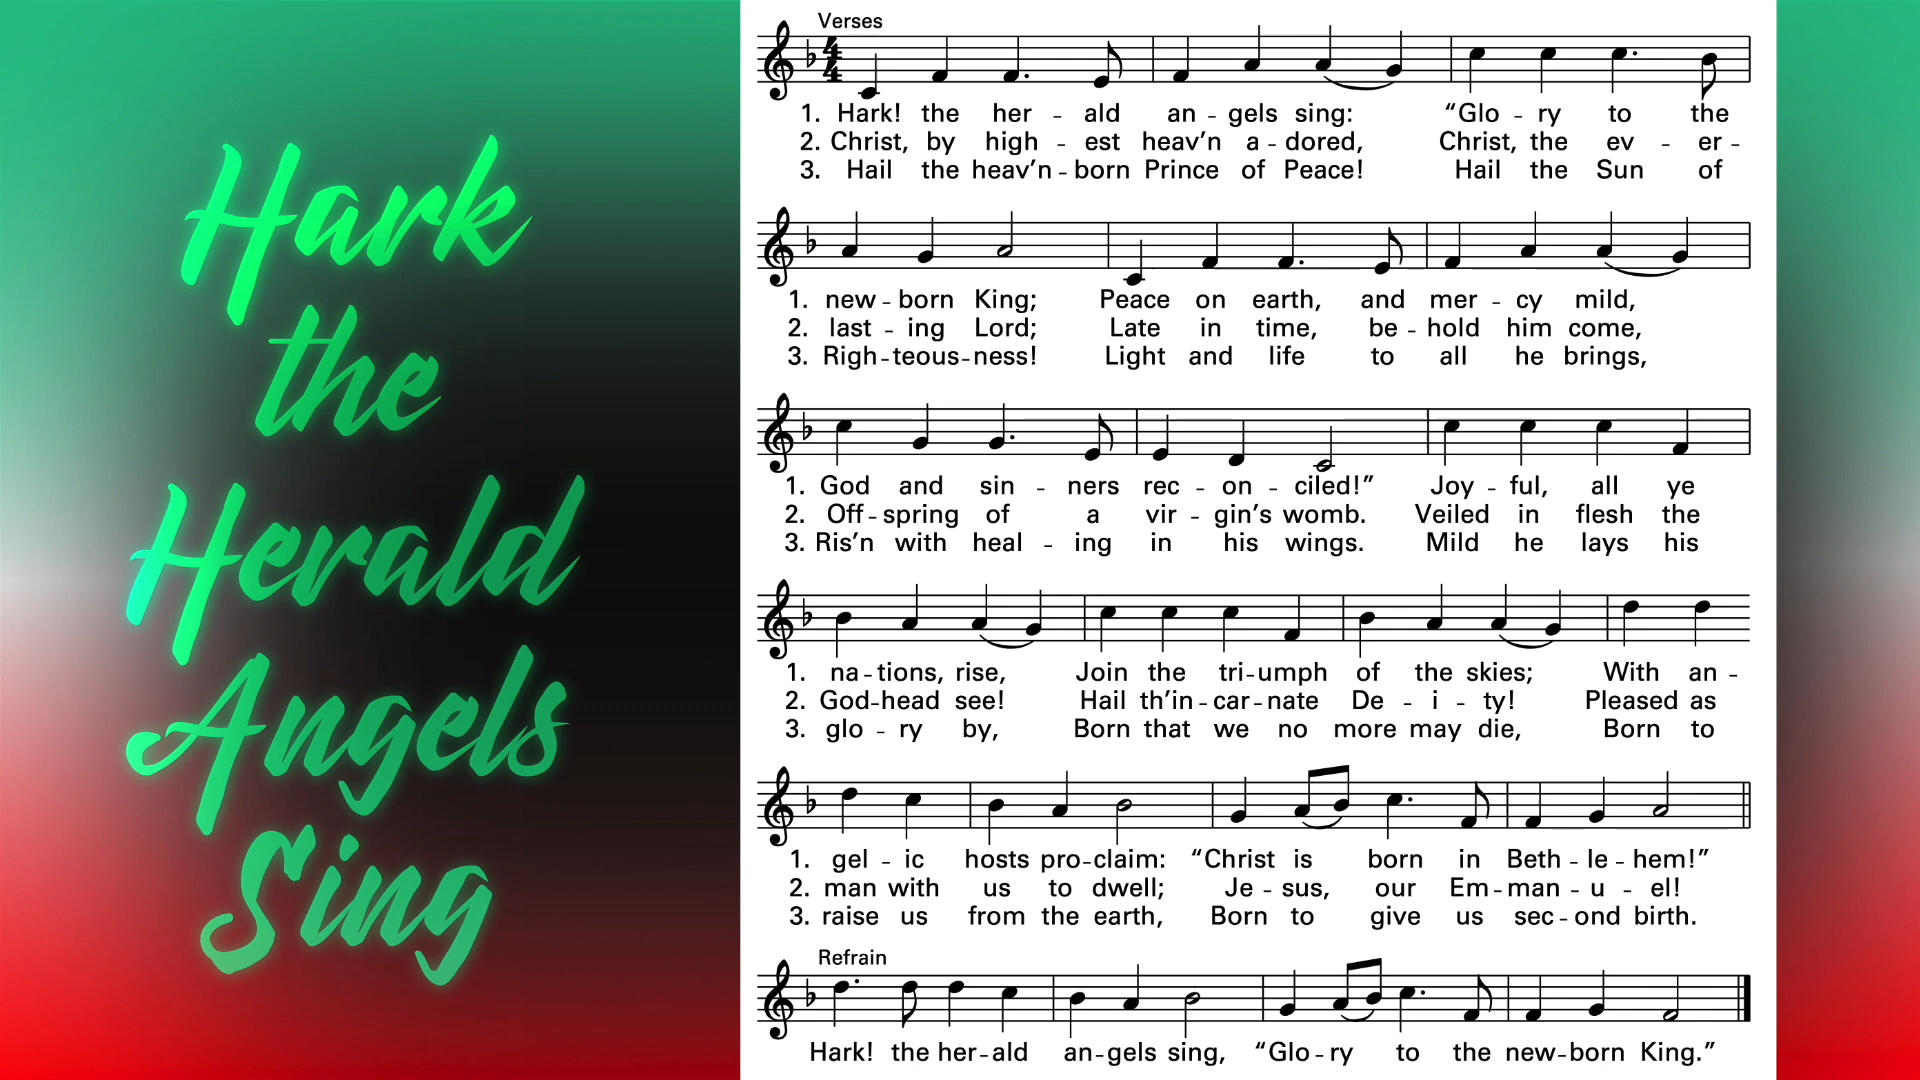 Hark
the
Herald
Angels
Sing
Verses
1. Hark! the her - ald an - gels sing: “Glo - ry to the
2. Christ, by high - est heav’n a - dored, Christ, the ev - er -
3. Hail the heav’n - born Prince of Peace! Hail the Sun of
1. new - born King; Peace on earth, and mer - cy mild,
2. last - ing Lord; Late in time, be - hold him come,
3. Righ - teous - ness! Light and life to all he brings,
1. God and sin - ners rec - on - ciled!” Joy - ful, all ye
2. Off - spring of a vir - gin’s womb. Veiled in flesh the
3. Ris’n with heal - ing in his wings. Mild he lays his
1. na - tions, rise, Join the tri - umph of the skies; With an -
2. God - head see! Hail th’in - car - nate De - i - ty! Pleased as
3. glo - ry by, Born that we no more may die, Born to
1. gel - ic hosts pro - claim: “Christ is born in Beth - le - hem!”
2. man with us to dwell; Je - sus, our Em - man - u - el!
3. raise us from the earth, Born to give us sec - ond birth.
Refrain
Hark! the her - ald an - gels sing, “Glo - ry to the new - born King.”